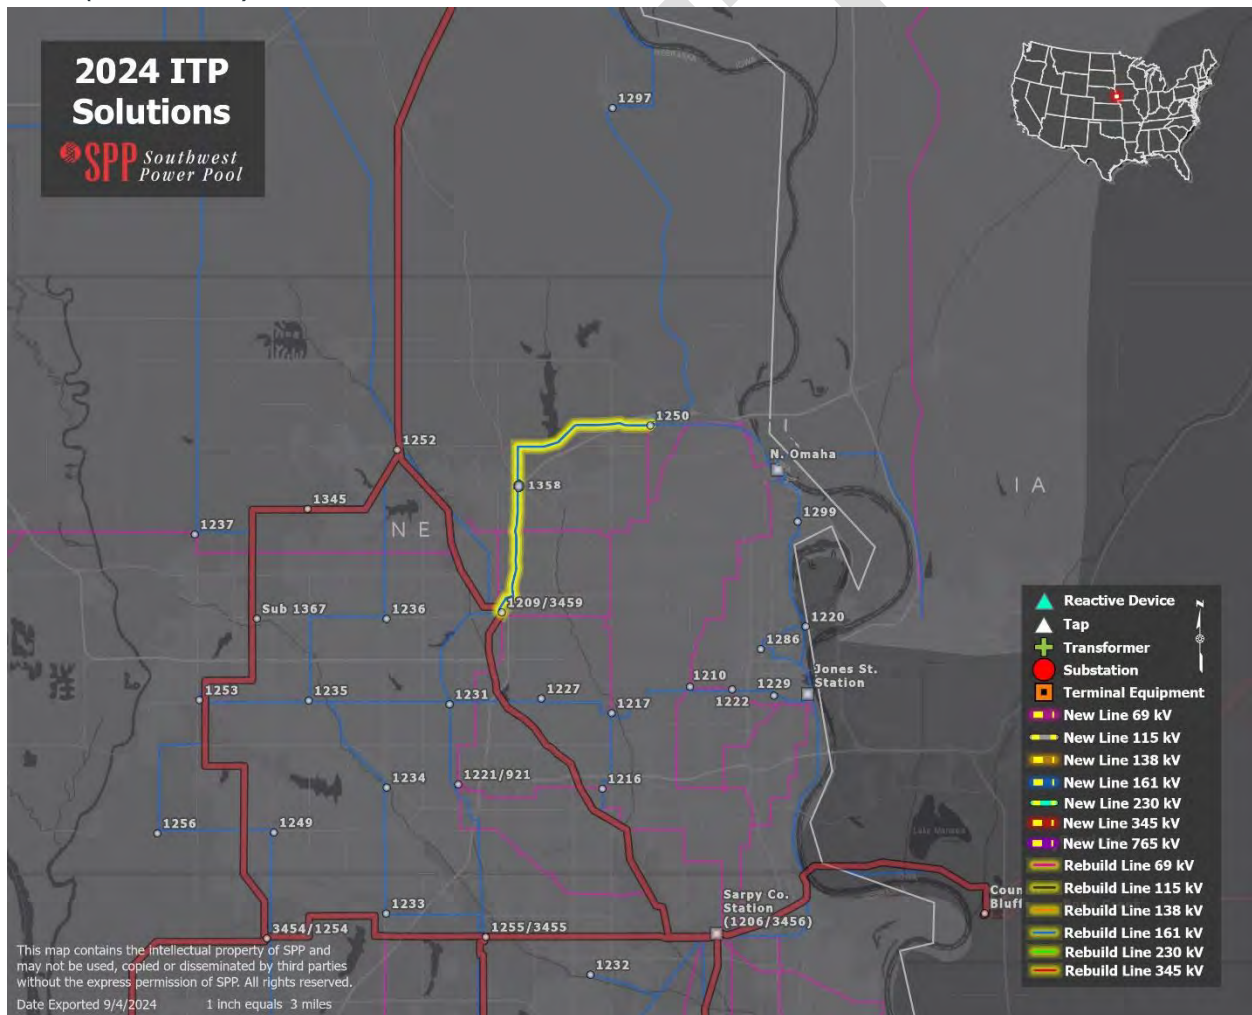 2024 ITP
Solutions
SPP Southwest
Power Pool
1297
1250
1252
N. Omaha
1358
1345
I A
1237
N E
1299
1209/3459
Sub 1367
1236
1220
1286
Jones St.
Station
1210
1229
1222
1253
1235
1231
1227
1217
1234
1221/921
1216
1256
1249
Sarpy Co.
Station
(1206/3456)
Coun
Bluff
1233
3454/1254
1255/3455
1232
Reactive Device
N
Tap
Transformer
Substation
Terminal Equipment
New Line 69 kV
New Line 115 kV
New Line 138 kV
New Line 161 kV
New Line 230 kV
New Line 345 kV
New Line 765 kV
Rebuild Line 69 kV
Rebuild Line 115 kV
Rebuild Line 138 kV
Rebuild Line 161 kV
Rebuild Line 230 kV
Rebuild Line 345 kV
This map contains the intellectual property of SPP and
may not be used, copied or disseminated by third parties
without the express permission of SPP. All rights reserved.
Date Exported 9/4/2024 1 inch equals 3 miles